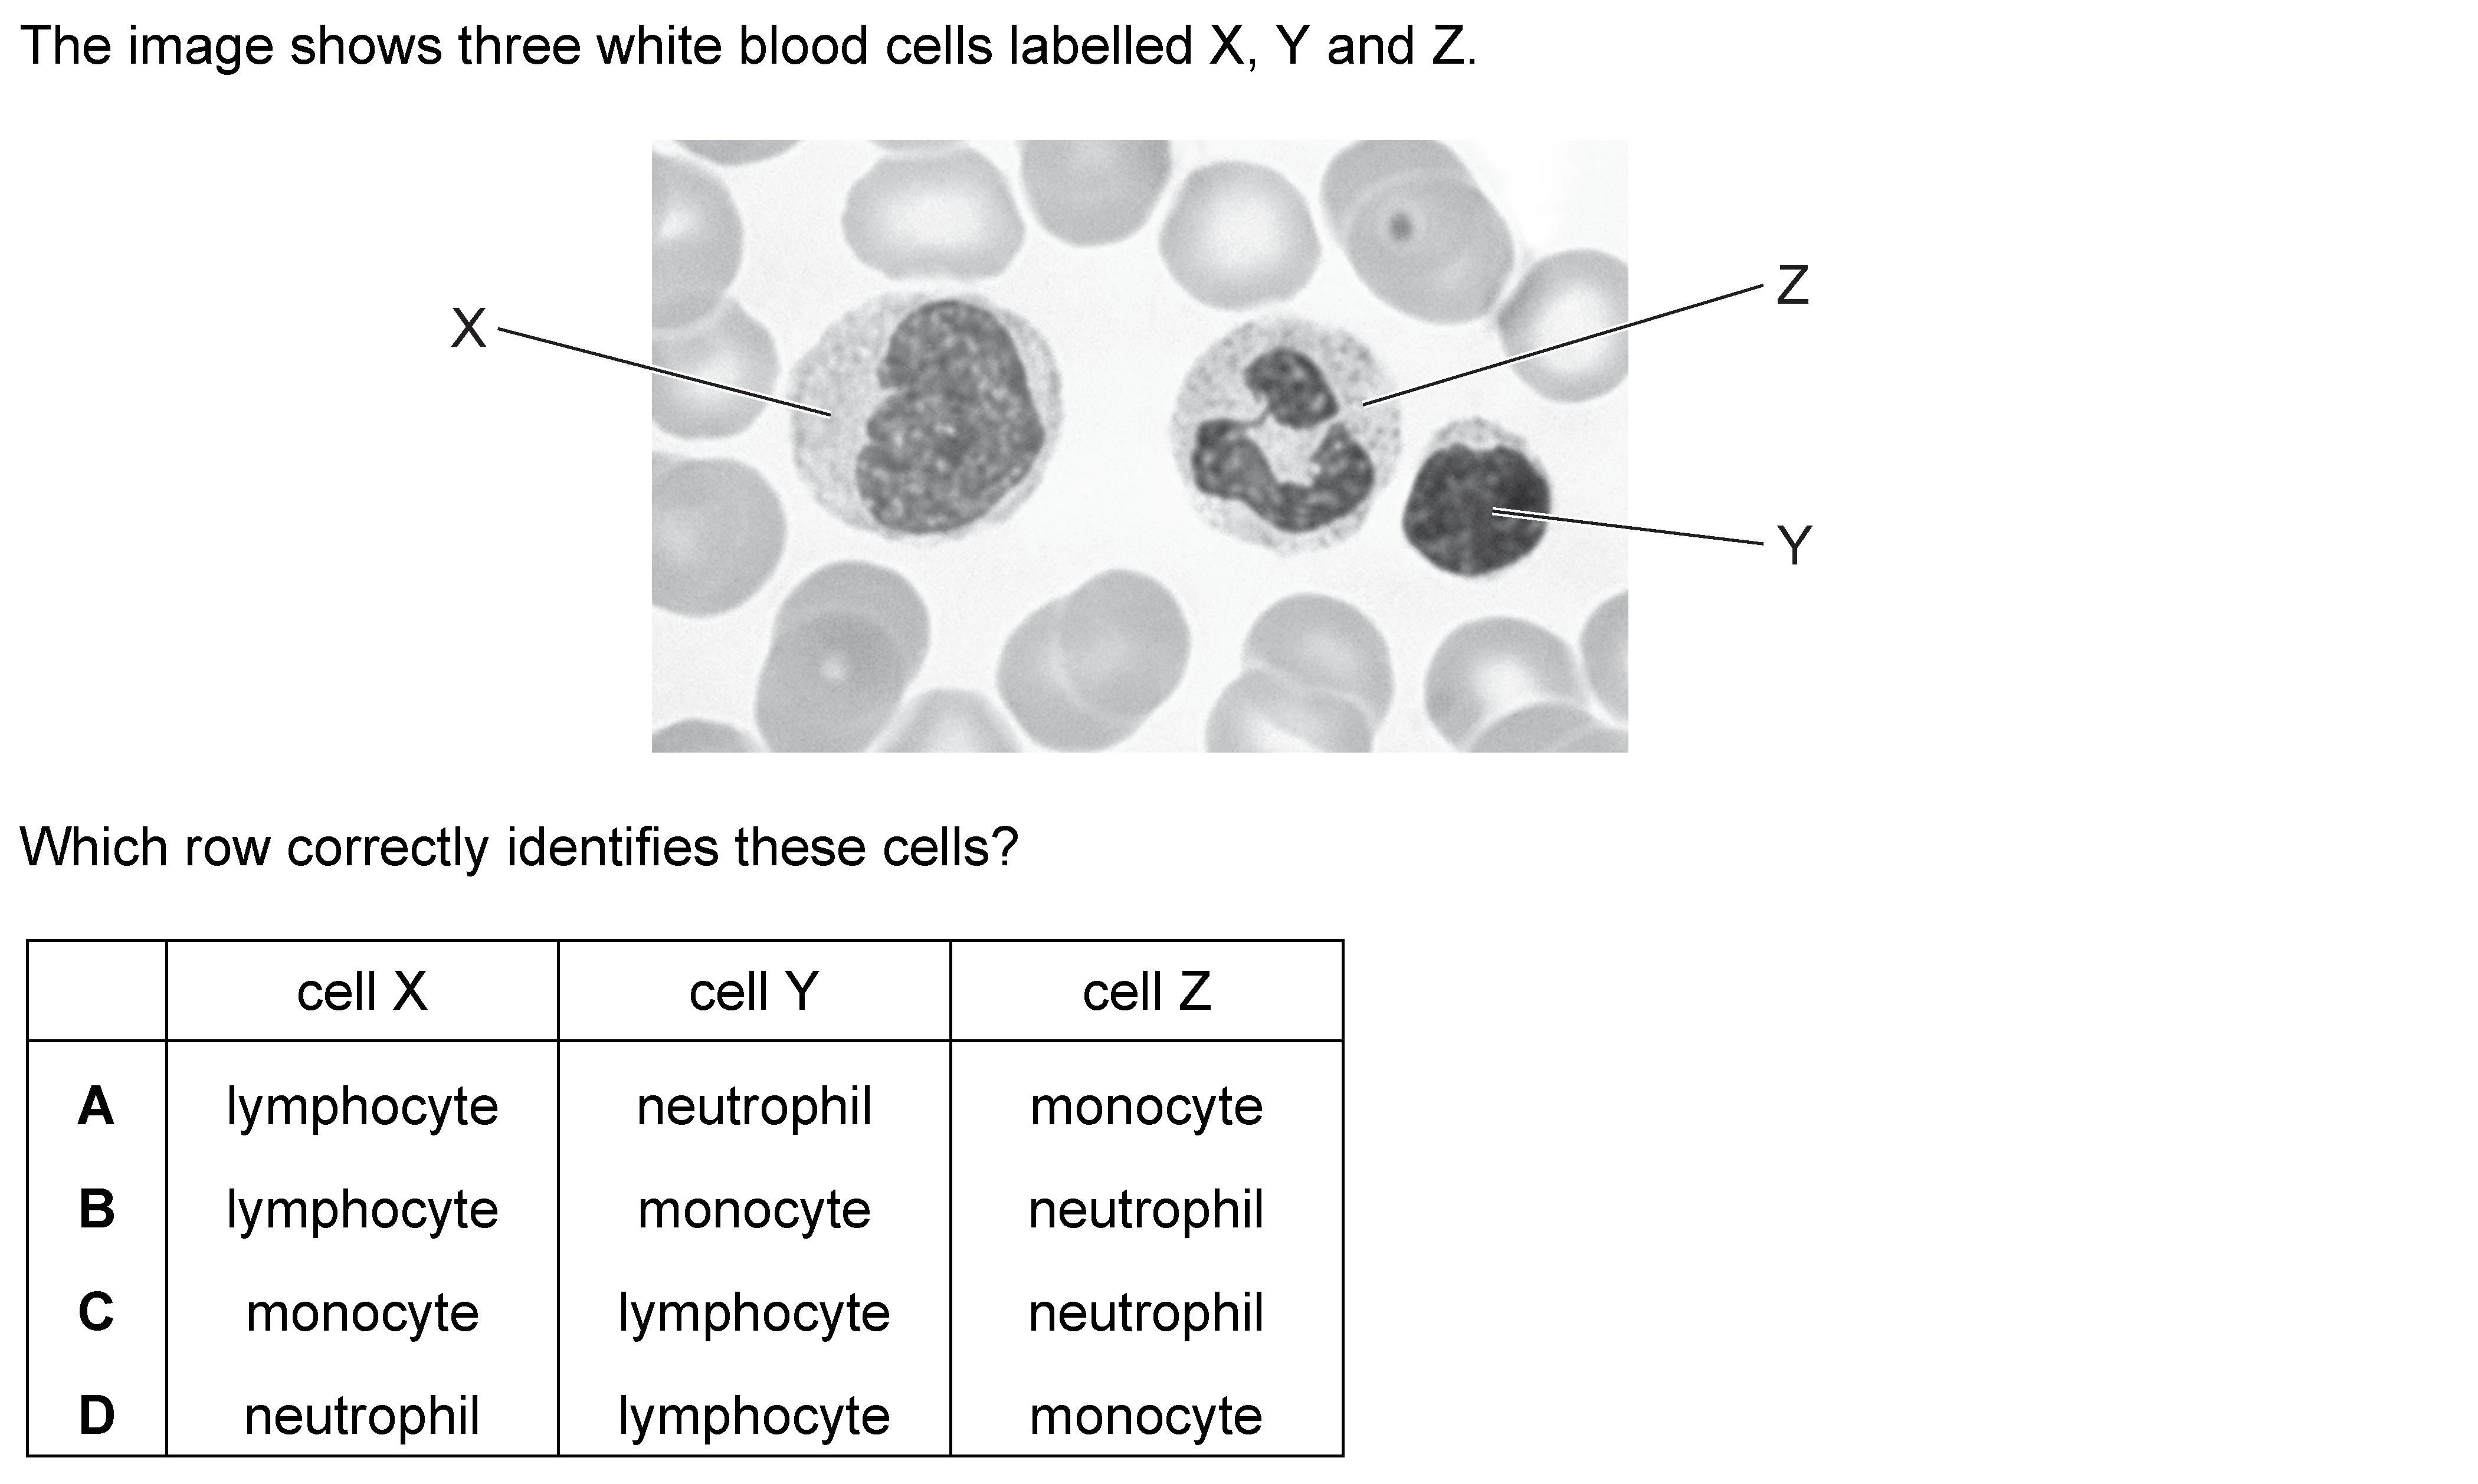 The image shows three white blood cells labelled X, Y and Z.
X
Z
Y
Which row correctly identifies these cells?
cell X cell Y cell Z
A lymphocyte neutrophil monocyte
B lymphocyte monocyte neutrophil
C monocyte lymphocyte neutrophil
D neutrophil lymphocyte monocyte